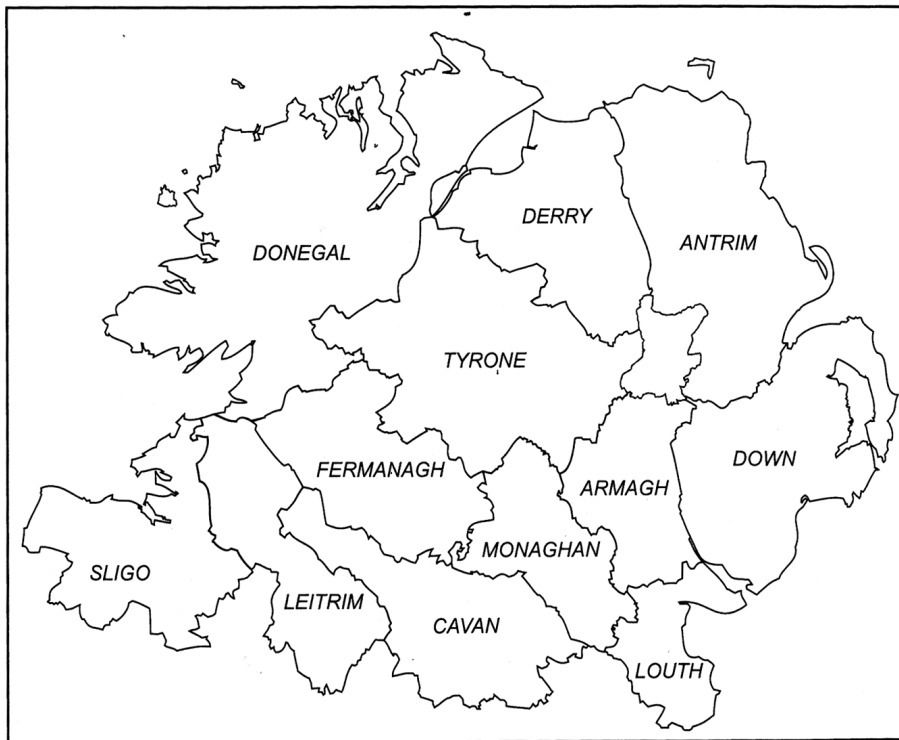 DERRY
ANTRIM
DONEGAL
TYRONE
DOWN
FERMANAGH
ARMAGH
MONAGHAN
SLIGO
LEITRIM
CAVAN
LOUTH